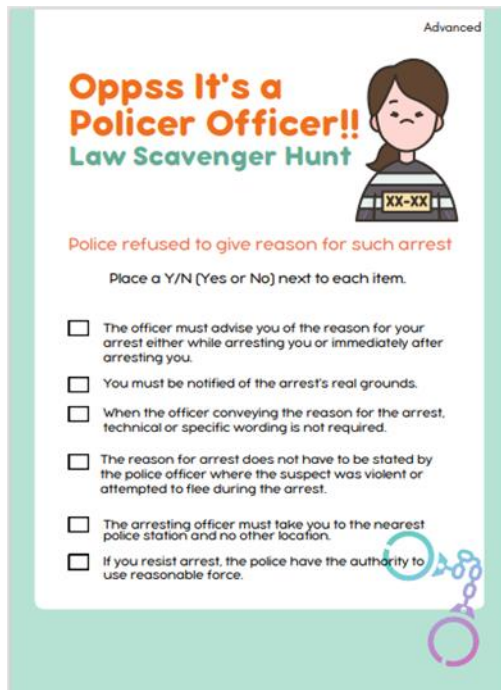 Advanced
Oppss It's a
Policer Officer!!
Law Scavenger Hunt
XX-XX
Police refused to give reason for such arrest
Place a Y/N (Yes or No) next to each item.
The officer must advise you of the reason for your
arrest either while arresting you or immediately after
arresting you.
You must be notified of the arrest's real grounds.
When the officer conveying the reason for the arrest,
technical or specific wording is not required.
The reason for arrest does not have to be stated by
the police officer where the suspect was violent or
attempted to flee during the arrest.
The arresting officer must take you to the nearest
police station and no other location.
If you resist arrest, the police have the authority to
use reasonable force.